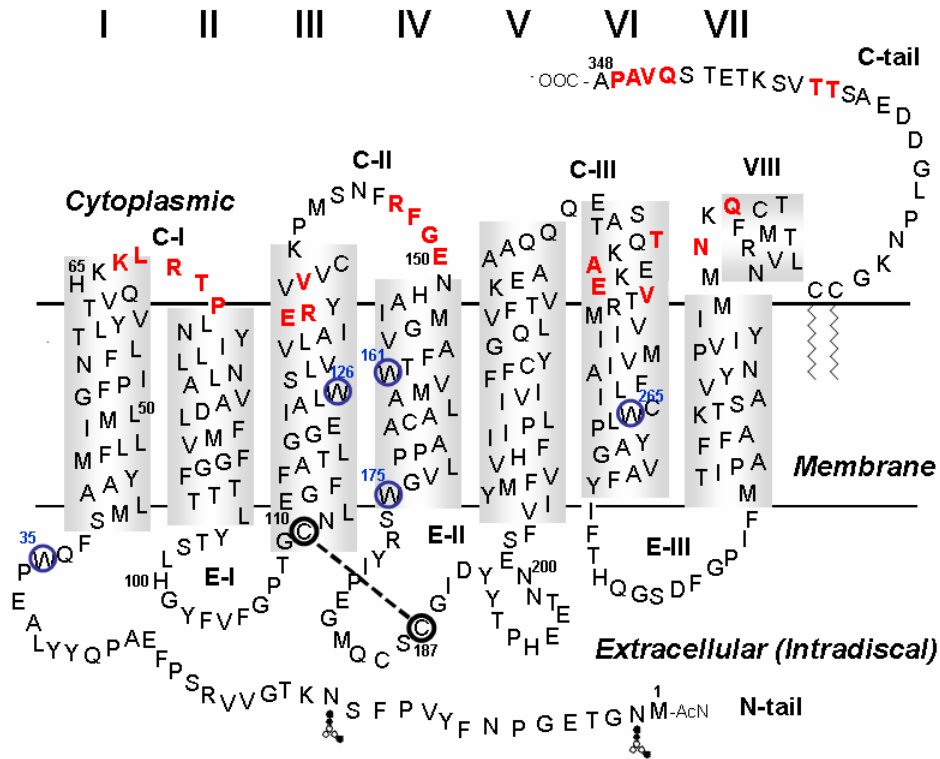 I II III IV V VI VII
348 C-tail
-OOC - A P A V Q S T E T K S V T T S A E D D G L P N K G C C
C-II
C-III
VIII
Cytoplasmic
C-I
K P M S N F R F G E N
150
65
H K K L R T P
T V Q
T L Y V
N F L
G F P I
I M L 50
M F L L
A A Y L
S M L
N L I Y
L I
A L N
L D A V
F V M F
F G G
T T T
Y L
V V V C
E R Y
V L A I
S L V
126
I A L W
G G E L
F A T L
E G F
110
C N L
G
I A H M
V G
161
W T F A
A M V
A C A L
P P A
175
W G V L
S
R
Y
I
P
E
G
M
Q
C
S
C
187
G
I
D
Y
Y
A A Q Q
K E A
V F T V
G Q L
F F C Y
V I I
I I P L
I V F
V H V
Y M F I
V
F
S
E
N
200
N
N
T
E
E
H
P
T
Y
Q E
T A S
K Q T
A K K E
E R T V
M I V
I I M
A I L F
265
P L W C
I G A Y
Y F A V
I
F
T
H
Q
G
S
D
F
G
P
I
F
M
K Q C T
N F M T
R
M N V L
I M Y
P V I
V Y N A
K T S
F F A A
T I P
Membrane
E-I
E-II
E-III
100
H S T Y L
L
G Y F V F G P T
35
W Q F
P
E
A
L Y Y Q P A E F P S R V V G T K N S F P V Y F N P G E T G N M-AcN
1
N-tail
Extracellular (Intradiscal)